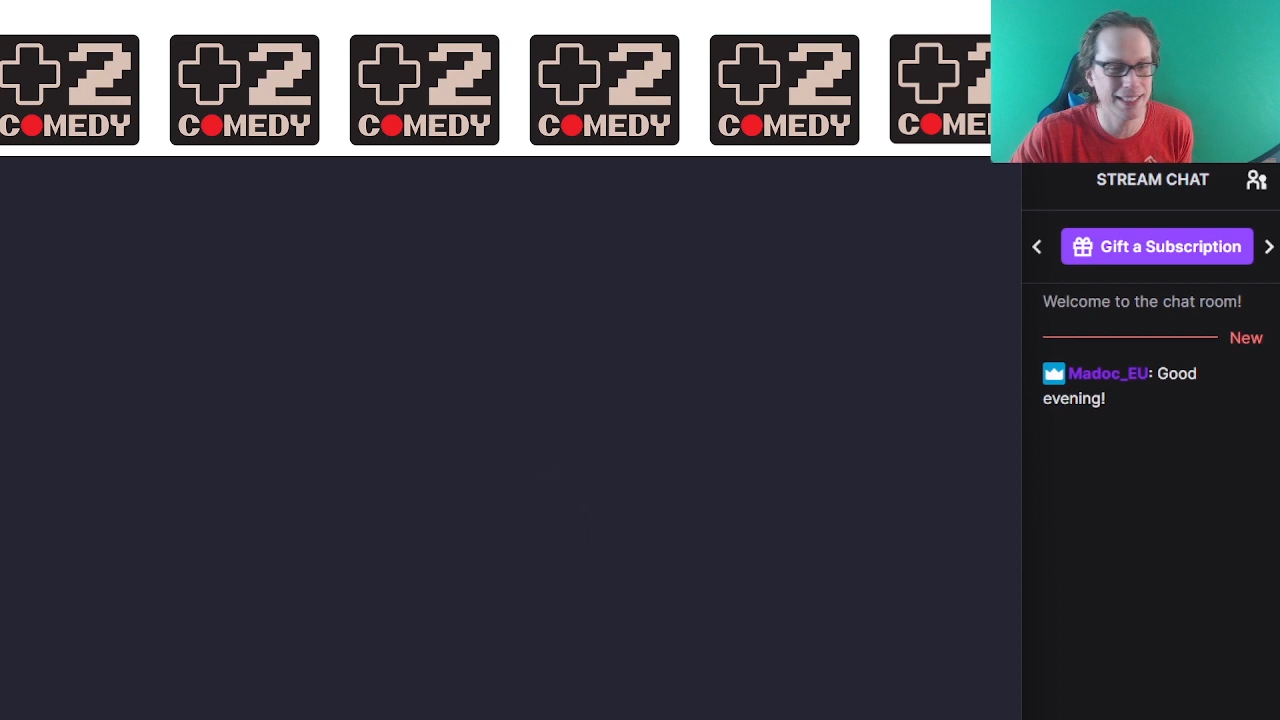 +2 COMEDY
+2 COMEDY
+2 COMEDY
+2 COMEDY
+2 COMEDY
STREAM CHAT
Gift a Subscription
Welcome to the chat room!
New
Madoc_EU: Good
evening!